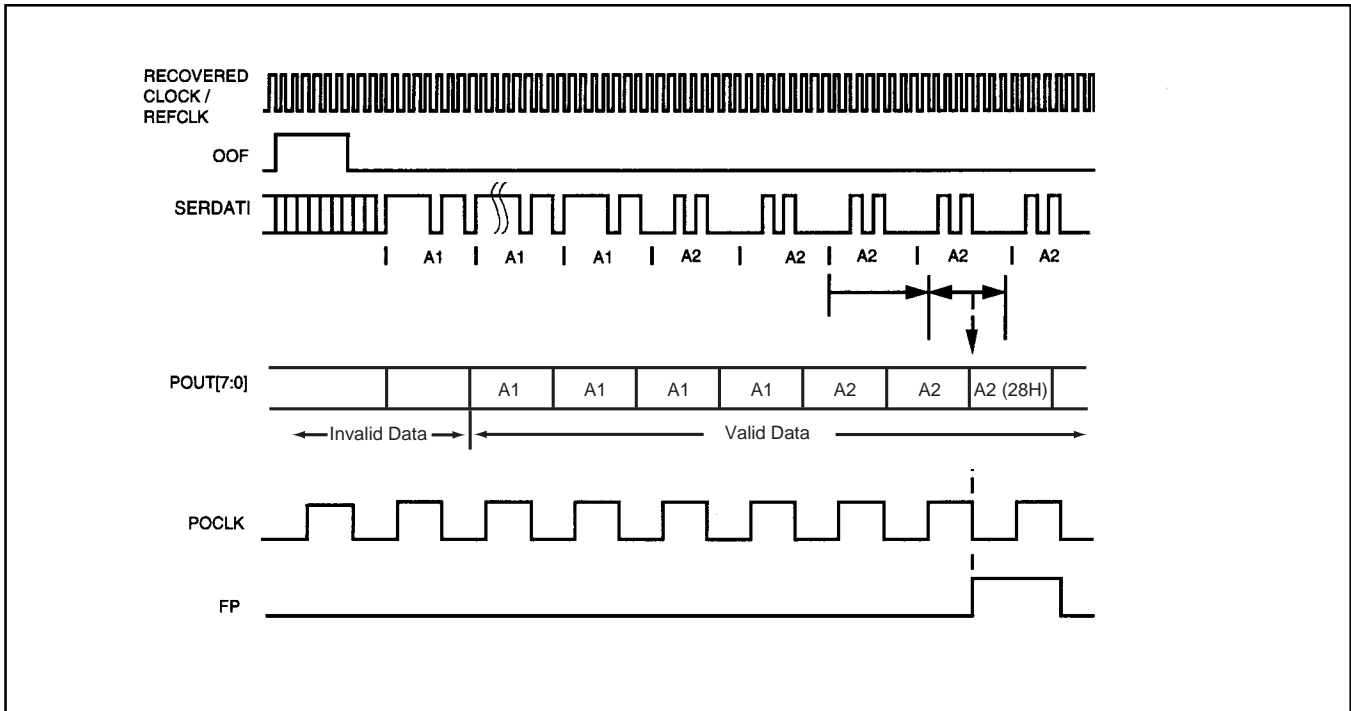 RECOVERED
CLOCK /
REFCLK
OOF
SERDATI
A1 A1 A1 A2 A2 A2 A2 A2
POUT[7:0]
A1 A1 A1 A1 A2 A2 A2 (28H)
Invalid Data
Valid Data
POCLK
FP